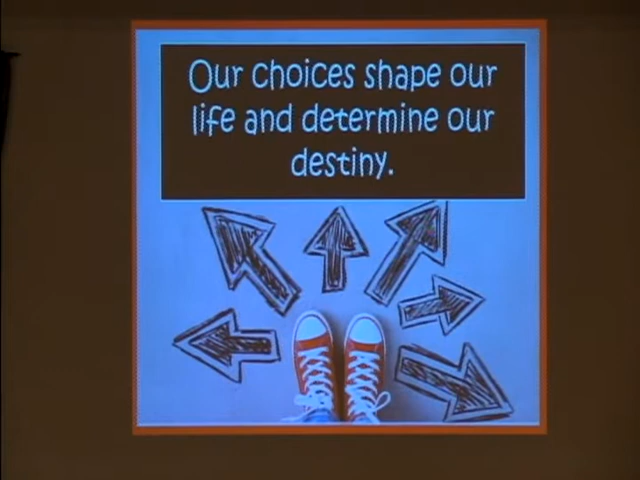 Our choices shape our
life and determine our
destiny.